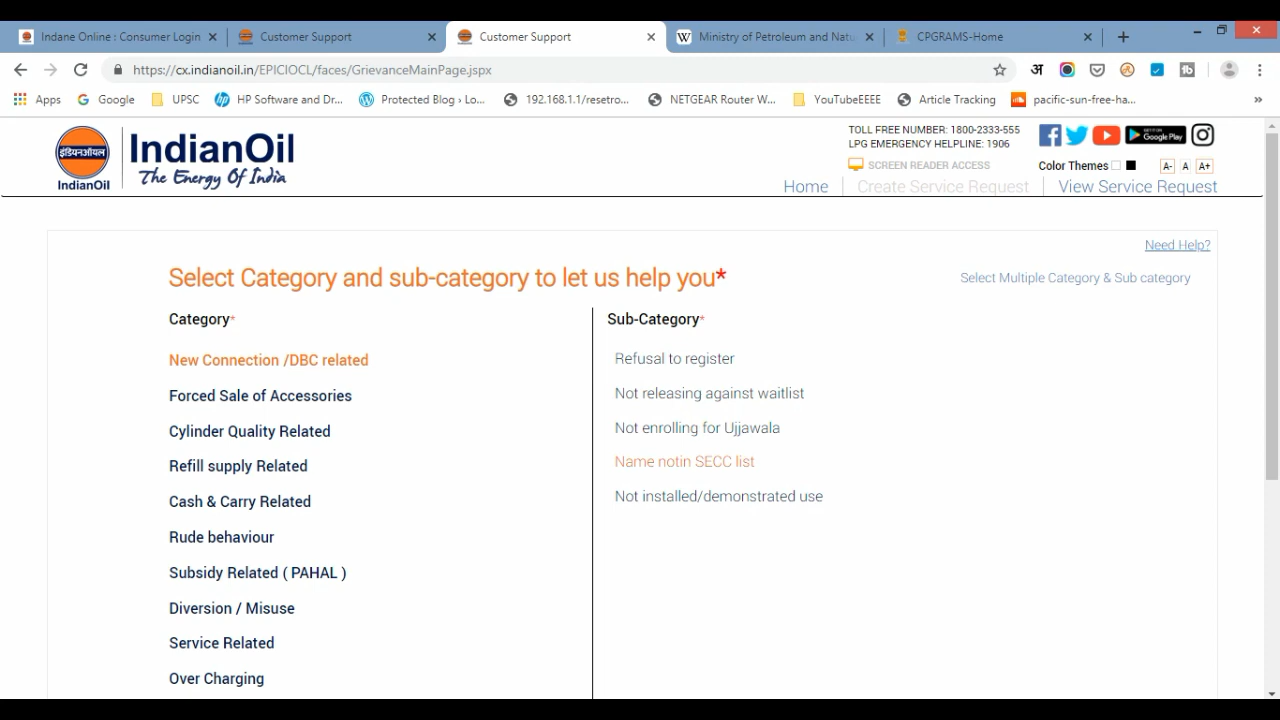 Indane Online : Consumer Login
Customer Support
Customer Support
Ministry of Petroleum and Natu
CPGRAMS-Home
https://cx.indianoil.in/EPICIOCL/faces/GrievanceMainPage.jspx
अ
Apps
Google
UPSC
HP Software and Dr...
Protected Blog › Lo...
192.168.1.1/resetro...
NETGEAR Router W...
YouTubeEEEE
Article Tracking
pacific-sun-free-ha...
»
इंडियनऑयल
IndianOil
IndianOil
The Energy Of India
TOLL FREE NUMBER: 1800-2333-555
LPG EMERGENCY HELPLINE: 1906
GET IT ON
Google Play
SCREEN READER ACCESS
Color Themes
A- A A+
Home
Create Service Request
View Service Request
Need Help?
Select Category and sub-category to let us help you*
Select Multiple Category & Sub category
Category*
New Connection /DBC related
Forced Sale of Accessories
Cylinder Quality Related
Refill supply Related
Cash & Carry Related
Rude behaviour
Subsidy Related ( PAHAL )
Diversion / Misuse
Service Related
Over Charging
Sub-Category*
Refusal to register
Not releasing against waitlist
Not enrolling for Ujjawala
Name notin SECC list
Not installed/demonstrated use